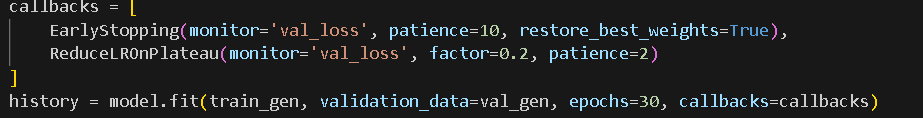 callbacks = [
    EarlyStopping(monitor='val_loss', patience=10, restore_best_weights=True),
    ReduceLROnPlateau(monitor='val_loss', factor=0.2, patience=2)
]
history = model.fit(train_gen, validation_data=val_gen, epochs=30, callbacks=callbacks)